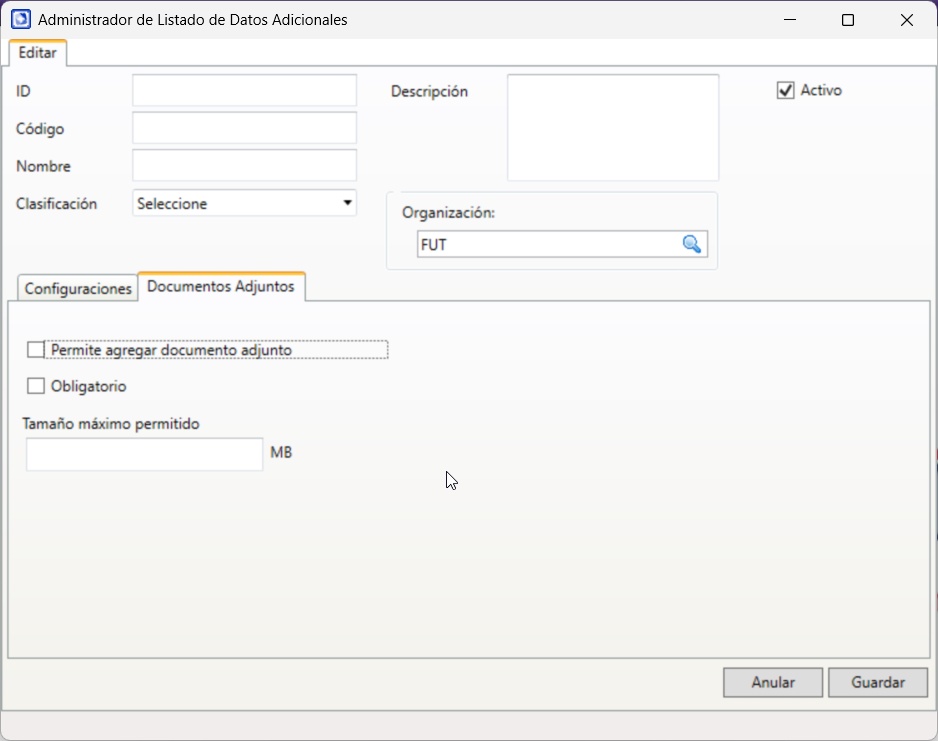 Administrador de Listado de Datos Adicionales
Editar
ID
Descripción
Activo
Código
Nombre
Clasificación
Seleccione
Organización:
FUT
Configuraciones
Documentos Adjuntos
Permite agregar documento adjunto
Obligatorio
Tamaño máximo permitido
MB
Anular
Guardar